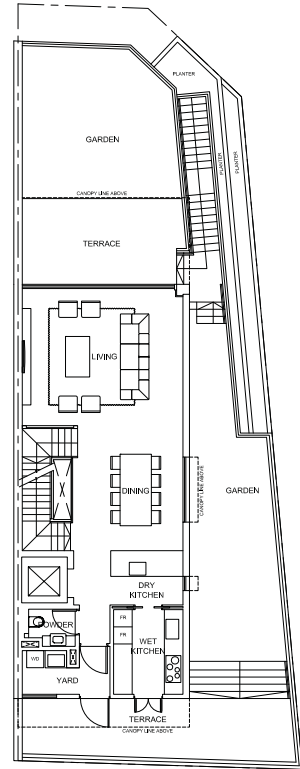 PLANTER
GARDEN
PLANTER
PLANTER
CANOPY LINE ABOVE
TERRACE
LIVING
DINING
GARDEN
CANOPY LINE ABOVE
DRY
KITCHEN
FR
FR
POWDER
WET
KITCHEN
WD
YARD
TERRACE
CANOPY LINE ABOVE